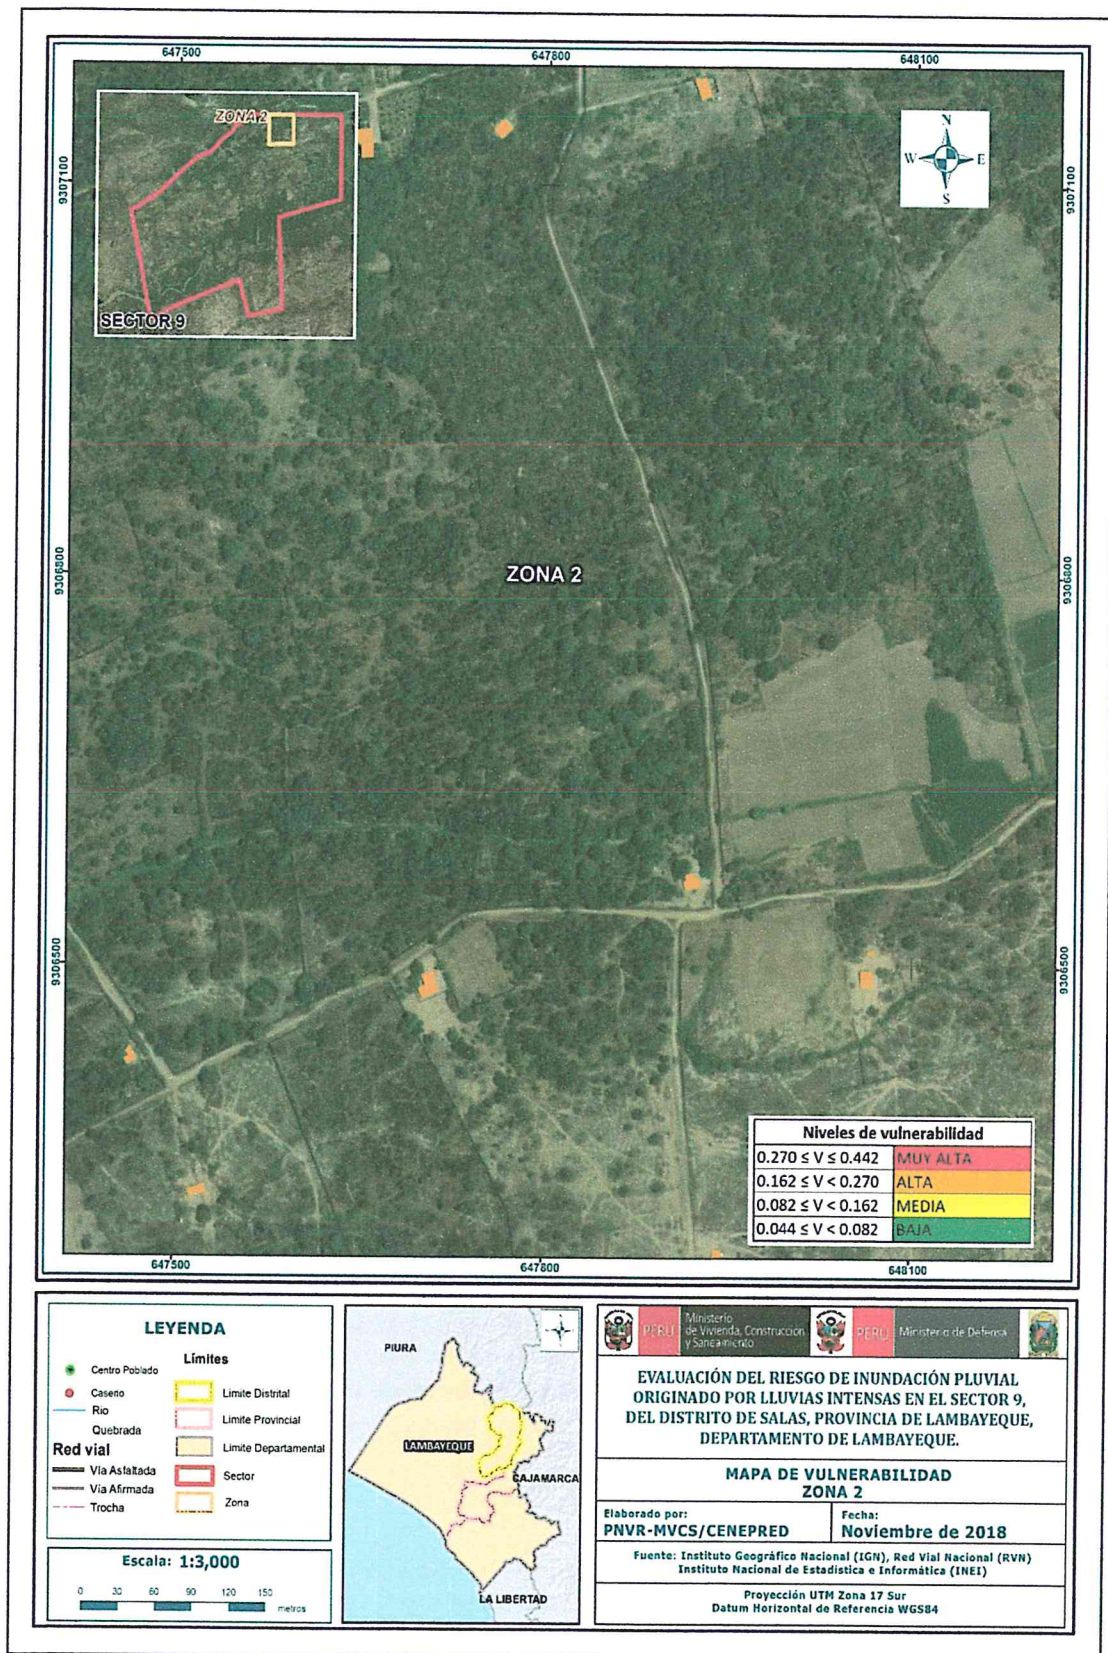 647500
647800
648100
9307100
9307100
ZONA 2
SECTOR 9
N
W
E
S
9306800
9306800
ZONA 2
9306500
9306500
Niveles de vulnerabilidad
0.270 ≤ V ≤ 0.442 MUY ALTA
0.162 ≤ V < 0.270 ALTA
0.082 ≤ V < 0.162 MEDIA
0.044 ≤ V < 0.082 BAJA
647500
647800
648100
LEYENDA
Centro Poblado
Caserio
Rio
Quebrada
Red vial
Vía Asfaltada
Vía Afirmada
Trocha
Límites
Limite Distrital
Limite Provincial
Limite Departamental
Sector
Zona
Escala: 1:3,000
0 30 60 90 120 150
metros
PIURA
LAMBAYEQUE
CAJAMARCA
LA LIBERTAD
PERÚ
Ministerio
de Vivienda, Construcción
y Saneamiento
PERÚ
Ministerio de Defensa
EVALUACIÓN DEL RIESGO DE INUNDACIÓN PLUVIAL
ORIGINADO POR LLUVIAS INTENSAS EN EL SECTOR 9,
DEL DISTRITO DE SALAS, PROVINCIA DE LAMBAYEQUE,
DEPARTAMENTO DE LAMBAYEQUE.
MAPA DE VULNERABILIDAD
ZONA 2
Elaborado por:
PNVR-MVCS/CENEPRED
Fecha:
Noviembre de 2018
Fuente: Instituto Geográfico Nacional (IGN), Red Vial Nacional (RVN)
Instituto Nacional de Estadística e Informática (INEI)
Proyección UTM Zona 17 Sur
Datum Horizontal de Referencia WGS84